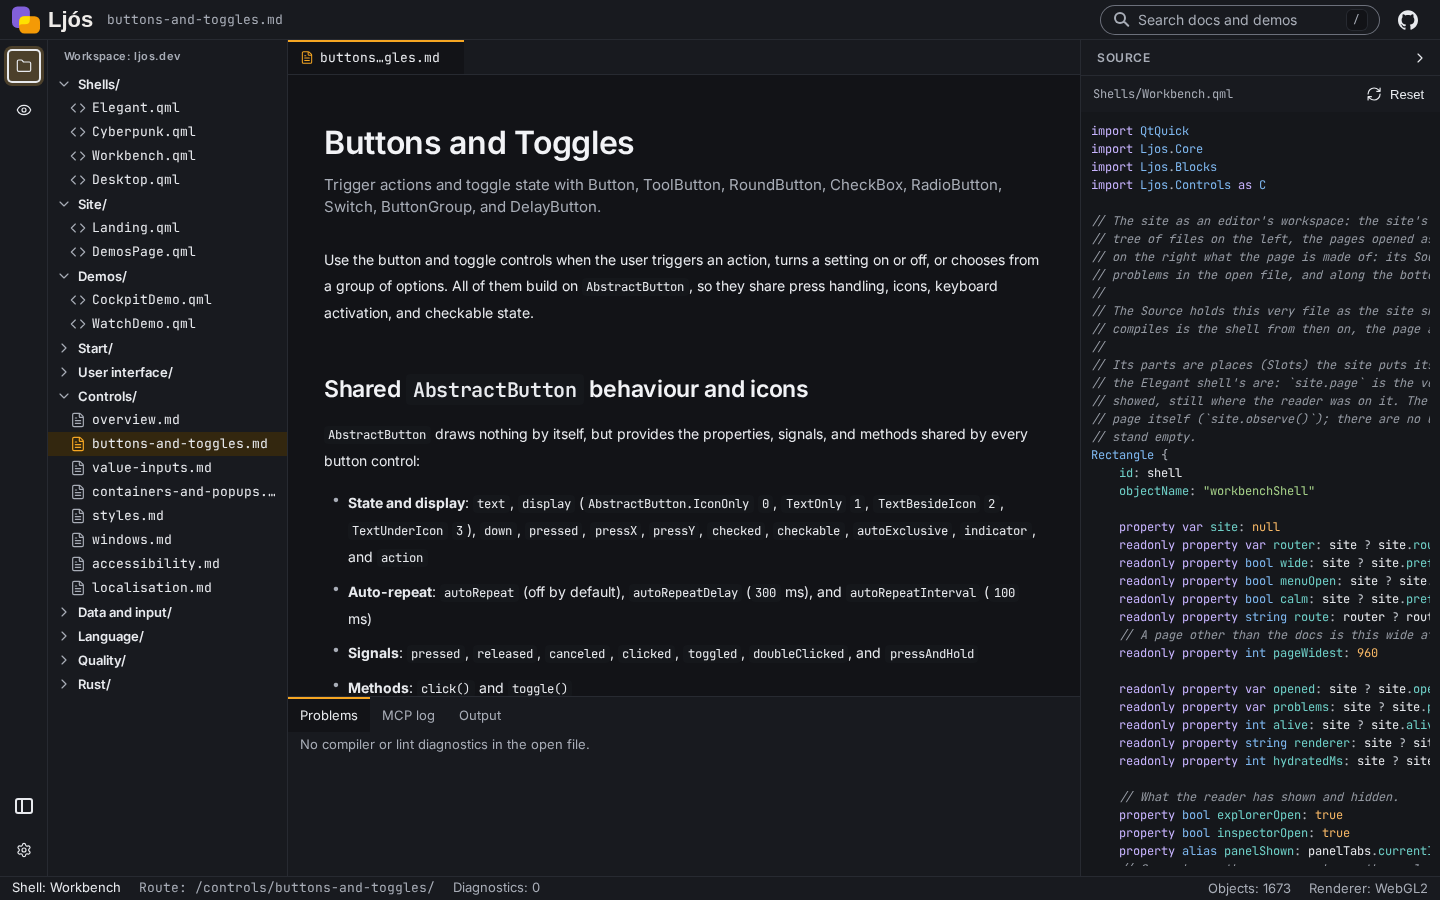 Ljós buttons-and-toggles.md
Search docs and demos /
Workspace: ljos.dev
Shells/
Elegant.qml
Cyberpunk.qml
Workbench.qml
Desktop.qml
Site/
Landing.qml
DemosPage.qml
Demos/
CockpitDemo.qml
WatchDemo.qml
Start/
User interface/
Controls/
overview.md
buttons-and-toggles.md
value-inputs.md
containers-and-popups.…
styles.md
windows.md
accessibility.md
localisation.md
Data and input/
Language/
Quality/
Rust/
buttons…gles.md
Buttons and Toggles
Trigger actions and toggle state with Button, ToolButton, RoundButton, CheckBox, RadioButton,
Switch, ButtonGroup, and DelayButton.
Use the button and toggle controls when the user triggers an action, turns a setting on or off, or chooses from
a group of options. All of them build on AbstractButton, so they share press handling, icons, keyboard
activation, and checkable state.
Shared AbstractButton behaviour and icons
AbstractButton draws nothing by itself, but provides the properties, signals, and methods shared by every
button control:
• State and display: text, display (AbstractButton.IconOnly 0, TextOnly 1, TextBesideIcon 2,
TextUnderIcon 3), down, pressed, pressX, pressY, checked, checkable, autoExclusive, indicator,
and action
• Auto-repeat: autoRepeat (off by default), autoRepeatDelay (300 ms), and autoRepeatInterval (100
ms)
• Signals: pressed, released, canceled, clicked, toggled, doubleClicked, and pressAndHold
• Methods: click() and toggle()
Problems MCP log Output
No compiler or lint diagnostics in the open file.
SOURCE
Shells/Workbench.qml Reset
import QtQuick
import Ljos.Core
import Ljos.Blocks
import Ljos.Controls as C
// The site as an editor's workspace: the site's
// tree of files on the left, the pages opened as
// on the right what the page is made of: its Sou
// problems in the open file, and along the botto
//
// The Source holds this very file as the site sh
// compiles is the shell from then on, the page a
//
// Its parts are places (Slots) the site puts its
// the Elegant shell's are: `site.page` is the ve
// showed, still where the reader was on it. The
// page itself (`site.observe()`); there are no
// stand empty.
Rectangle {
id: shell
objectName: "workbenchShell"
property var site: null
readonly property var router: site ? site.rou
readonly property bool wide: site ? site.pref
readonly property bool menuOpen: site ? site.
readonly property bool calm: site ? site.pref
readonly property string route: router ? rout
// A page other than the docs is this wide a
readonly property int pageWidest: 960
readonly property var opened: site ? site.ope
readonly property var problems: site ? site.p
readonly property int alive: site ? site.aliv
readonly property string renderer: site ? sit
readonly property int hydratedMs: site ? site
// What the reader has shown and hidden.
property bool explorerOpen: true
property bool inspectorOpen: true
property alias panelShown: panelTabs.currentI
Shell: Workbench Route: /controls/buttons-and-toggles/ Diagnostics: 0
Objects: 1673 Renderer: WebGL2